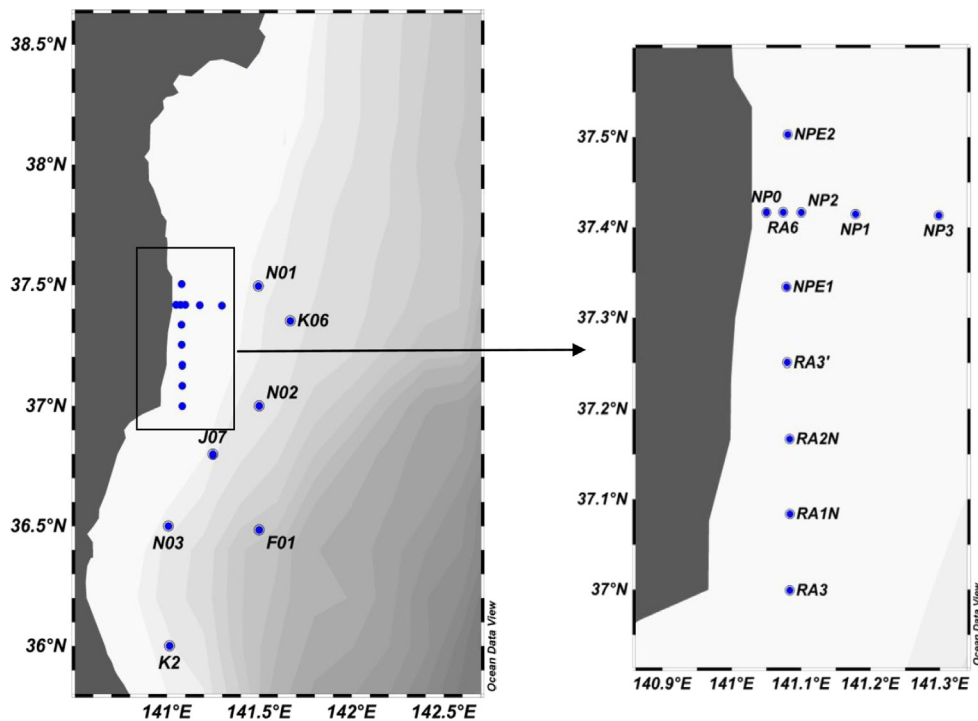 38.5°N
38°N
37.5°N
37°N
36.5°N
36°N
141°E 141.5°E 142°E 142.5°E
N01
K06
N02
J07
N03
F01
K2
Ocean Data View
37.5°N
37.4°N
37.3°N
37.2°N
37.1°N
37°N
140.9°E 141°E 141.1°E 141.2°E 141.3°E
NPE2
NP0 NP2
RA6 NP1 NP3
NPE1
RA3'
RA2N
RA1N
RA3
Ocean Data View